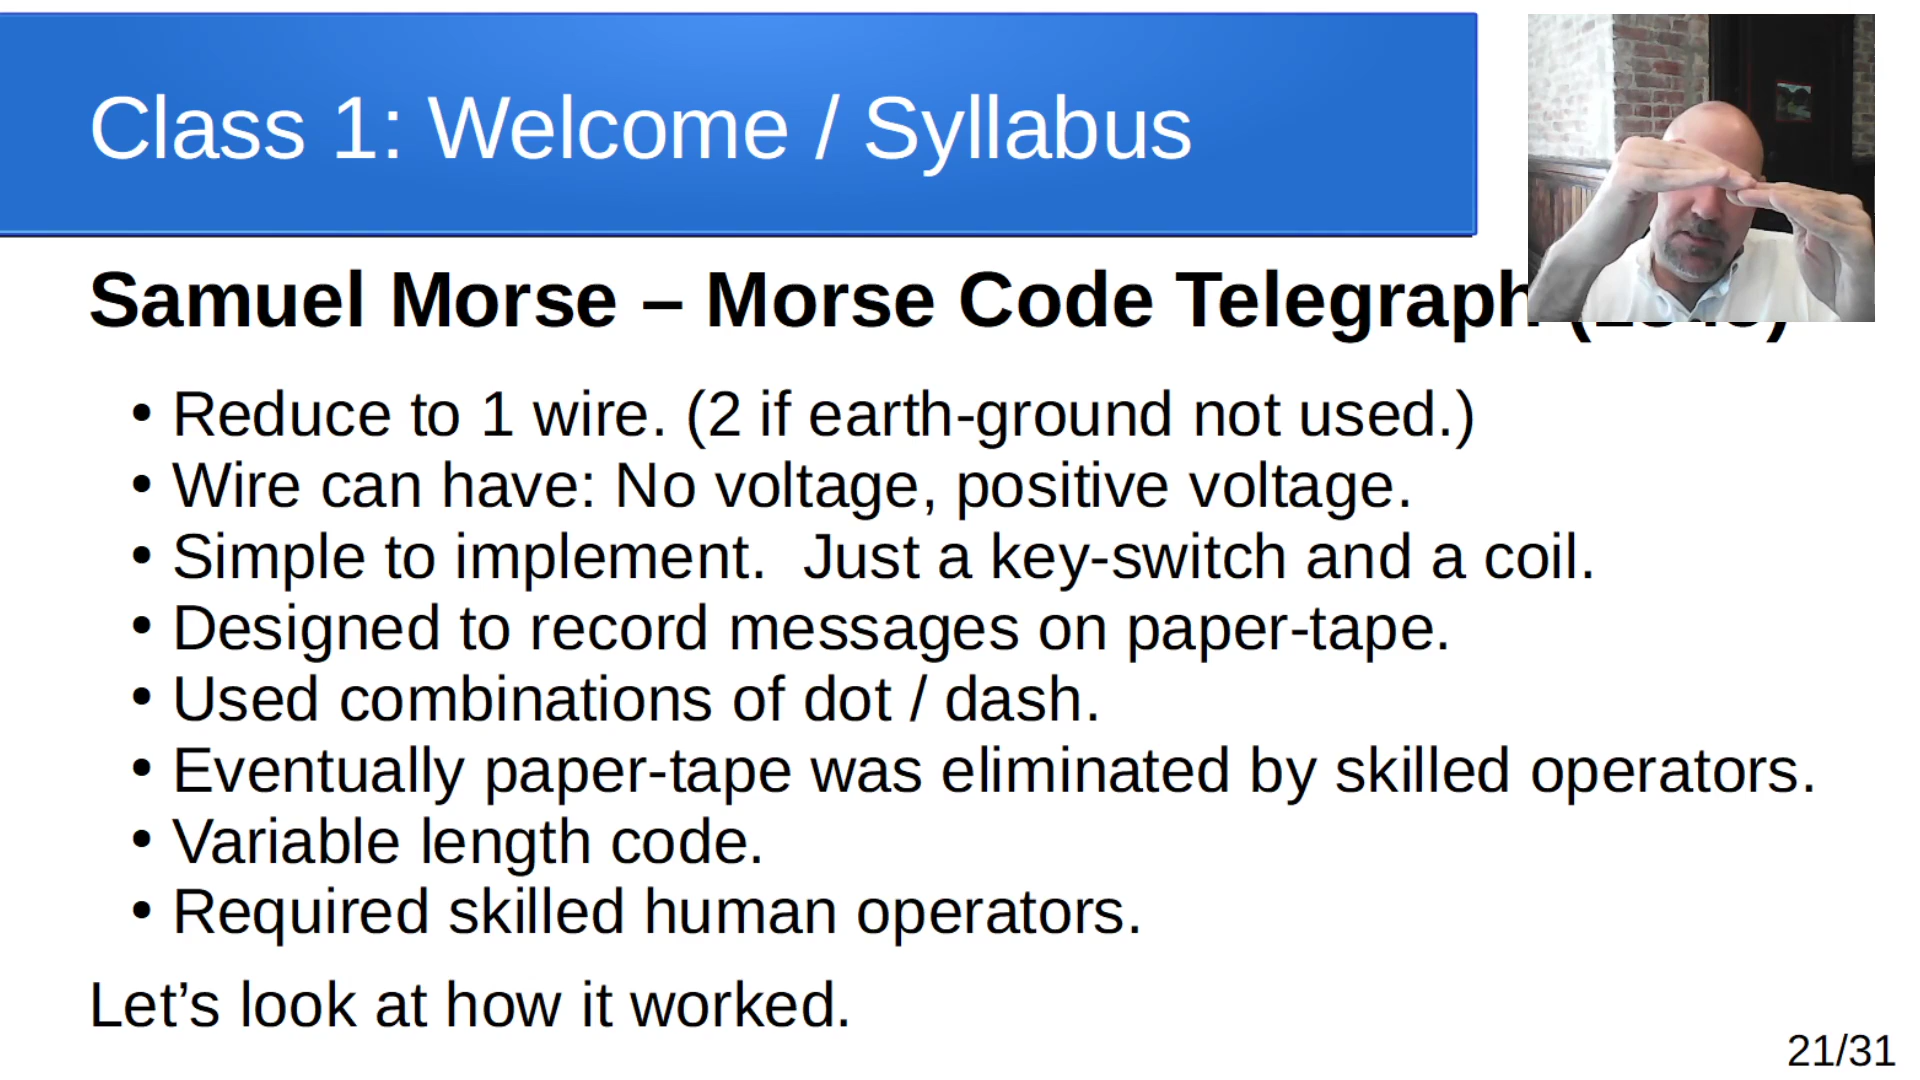 Class 1: Welcome / Syllabus
Samuel Morse – Morse Code Telegraph
• Reduce to 1 wire. (2 if earth-ground not used.)
• Wire can have: No voltage, positive voltage.
• Simple to implement.  Just a key-switch and a coil.
• Designed to record messages on paper-tape.
• Used combinations of dot / dash.
• Eventually paper-tape was eliminated by skilled operators.
• Variable length code.
• Required skilled human operators.
Let’s look at how it worked.
21/31